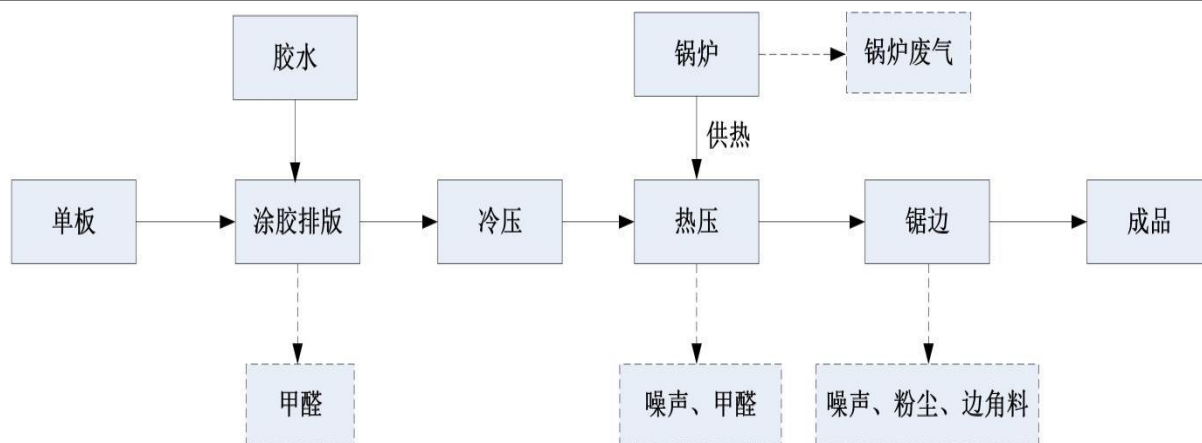 胶水
锅炉
锅炉废气
供热
单板
涂胶排版
冷压
热压
锯边
成品
甲醛
噪声、甲醛
噪声、粉尘、边角料